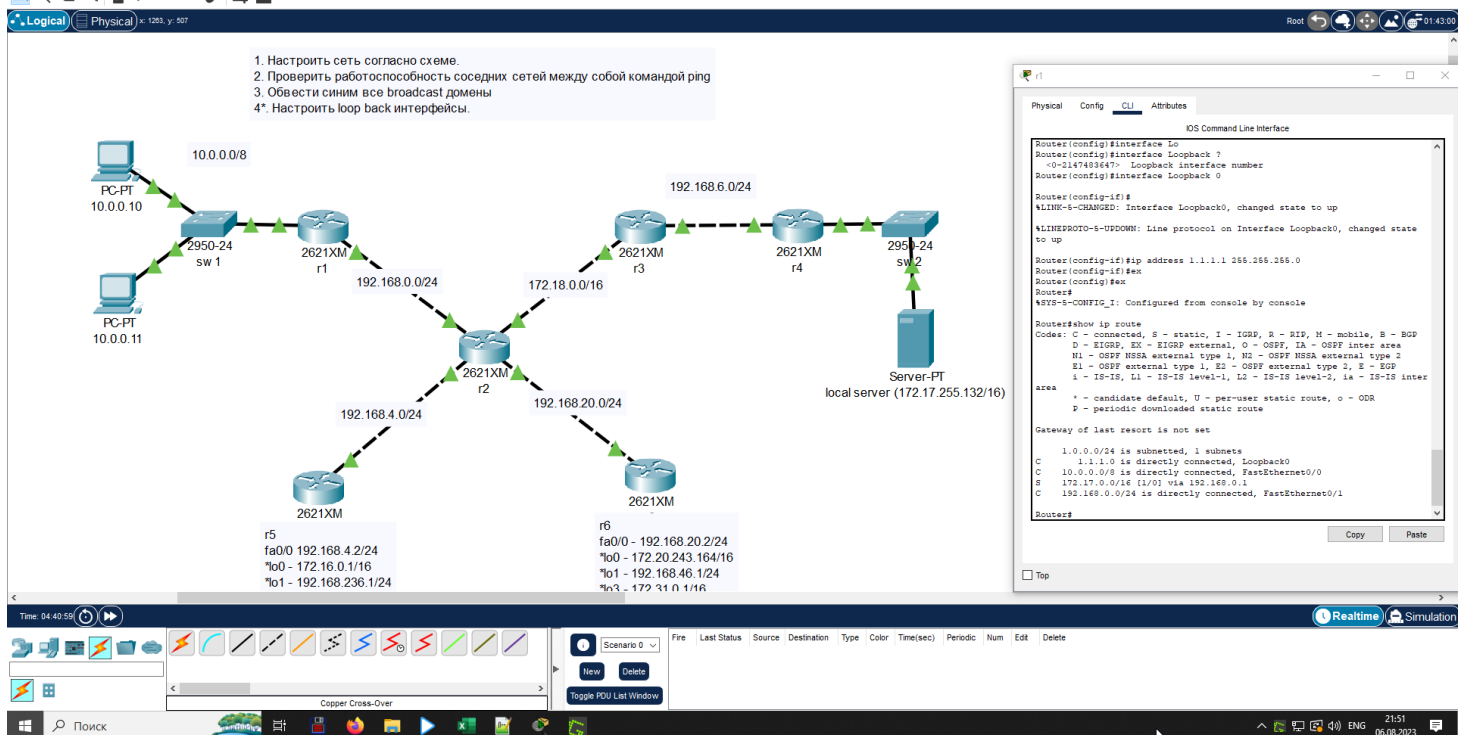 Logical
Physical
x: 1263, y: 507
Root
01:43:00
1. Настроить сеть согласно схеме.
2. Проверить работоспособность соседних сетей между собой командой ping
3. Обвести синим все broadcast домены
4*. Настроить loop back интерфейсы.
10.0.0.0/8
PC-PT
10.0.0.10
2950-24
sw 1
2621XM
r1
PC-PT
10.0.0.11
192.168.0.0/24
192.168.6.0/24
2621XM
r3
2621XM
r4
2950-24
sw 2
172.18.0.0/16
2621XM
r2
Server-PT
local server (172.17.255.132/16)
192.168.4.0/24
192.168.20.0/24
2621XM
r5
fa0/0 192.168.4.2/24
*lo0 - 172.16.0.1/16
*lo1 - 192.168.236.1/24
2621XM
r6
fa0/0 - 192.168.20.2/24
*lo0 - 172.20.243.164/16
*lo1 - 192.168.46.1/24
*lo3 - 172.31.0.1/16
r1
Physical
Config
CLI
Attributes
IOS Command Line Interface
Router(config)#interface Lo
Router(config)#interface Loopback ?
<0-2147483647> Loopback interface number
Router(config)#interface Loopback 0
Router(config-if)#
%LINK-5-CHANGED: Interface Loopback0, changed state to up
%LINEPROTO-5-UPDOWN: Line protocol on Interface Loopback0, changed state
to up
Router(config-if)#ip address 1.1.1.1 255.255.255.0
Router(config-if)#ex
Router(config)#ex
Router#
%SYS-5-CONFIG_I: Configured from console by console
Router#show ip route
Codes: C - connected, S - static, I - IGRP, R - RIP, M - mobile, B - BGP
D - EIGRP, EX - EIGRP external, O - OSPF, IA - OSPF inter area
N1 - OSPF NSSA external type 1, N2 - OSPF NSSA external type 2
E1 - OSPF external type 1, E2 - OSPF external type 2, E - EGP
i - IS-IS, L1 - IS-IS level-1, L2 - IS-IS level-2, ia - IS-IS inter
area
* - candidate default, U - per-user static route, o - ODR
P - periodic downloaded static route
Gateway of last resort is not set
1.0.0.0/24 is subnetted, 1 subnets
C 1.1.1.0 is directly connected, Loopback0
C 10.0.0.0/8 is directly connected, FastEthernet0/0
S 172.17.0.0/16 [1/0] via 192.168.0.1
C 192.168.0.0/24 is directly connected, FastEthernet0/1
Router#
Copy
Paste
Top
Time: 04:40:59
Realtime
Simulation
Copper Cross-Over
Scenario 0
New
Delete
Toggle PDU List Window
Fire Last Status Source Destination Type Color Time(sec) Periodic Num Edit Delete
Поиск
ENG
21:51
06.08.2023